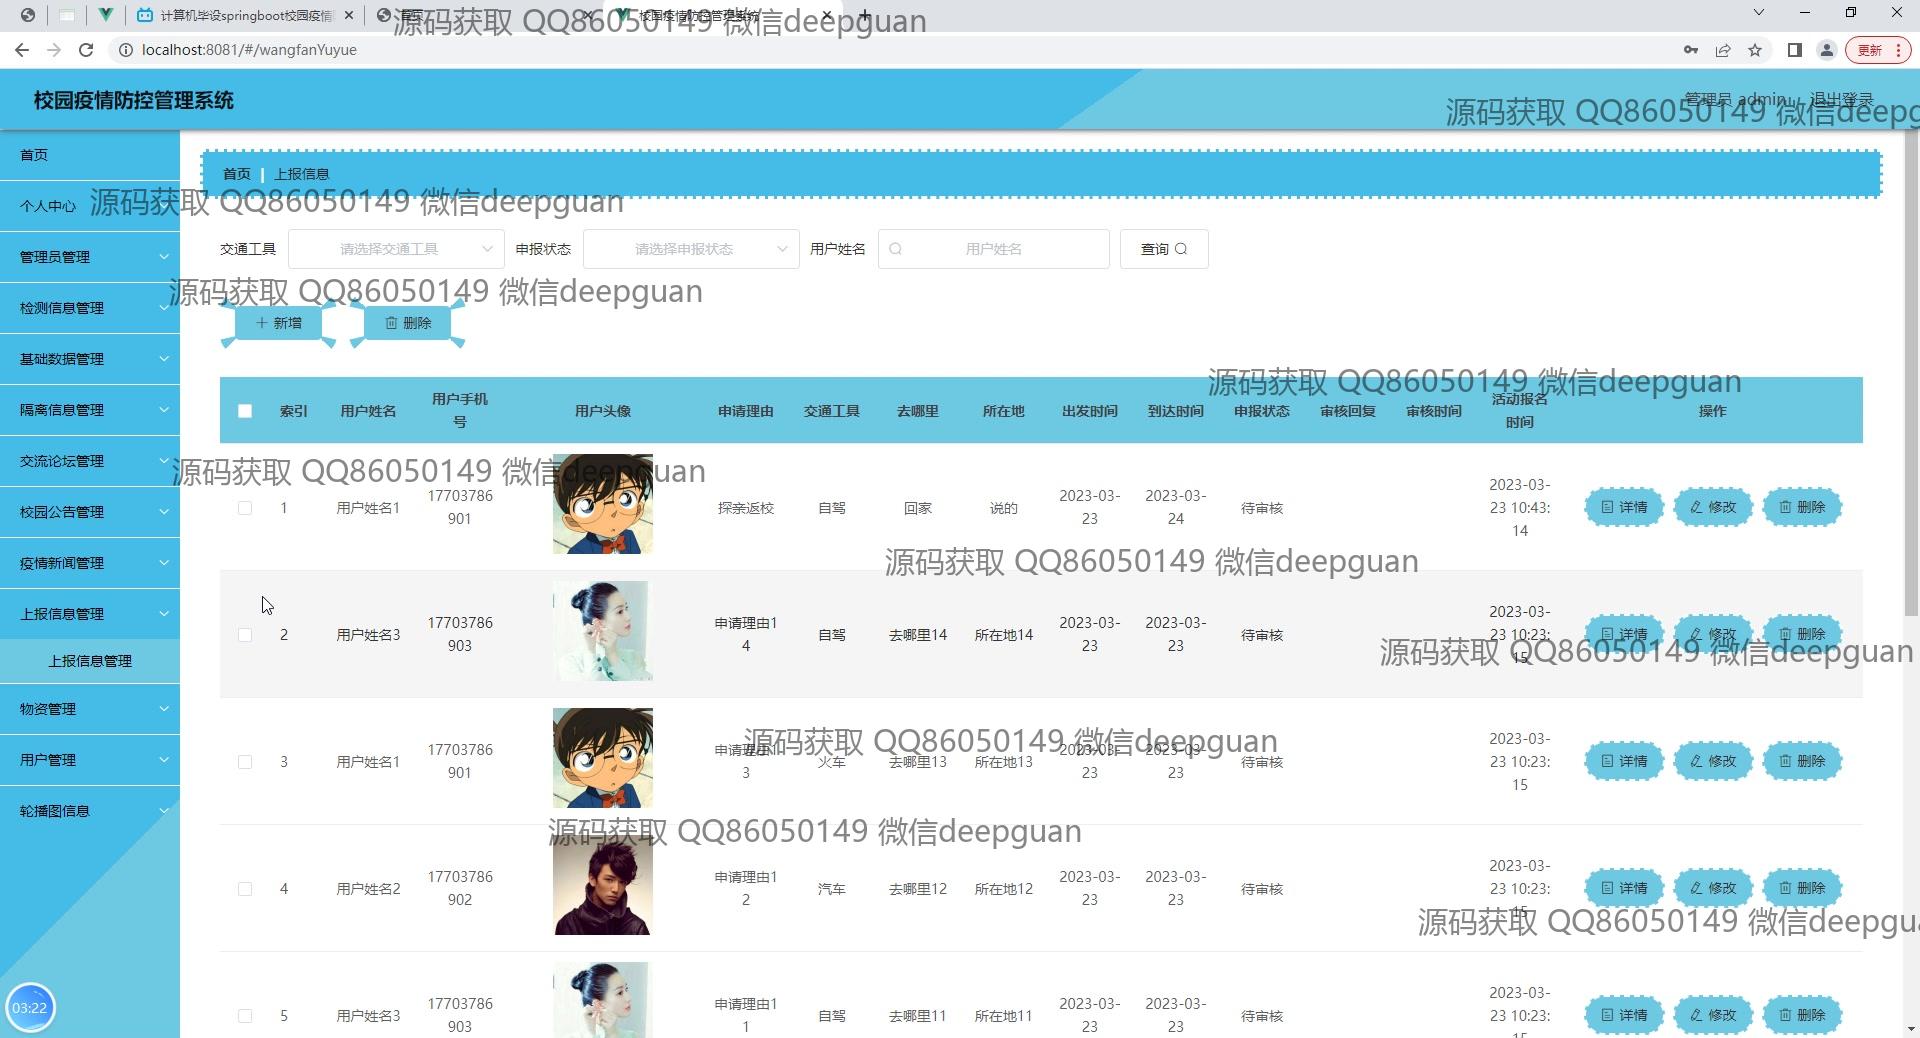 计算机毕设springboot校园疫情
首页
校园疫情防控管理系统
源码获取 QQ86050149 微信deepguan
localhost:8081/#/wangfanYuyue
更新
校园疫情防控管理系统
管理员 admin
退出登录
源码获取 QQ86050149 微信deepg
首页
个人中心
管理员管理
检测信息管理
基础数据管理
隔离信息管理
交流论坛管理
校园公告管理
疫情新闻管理
上报信息管理
上报信息管理
物资管理
用户管理
轮播图信息
03:22
首页 | 上报信息
源码获取 QQ86050149 微信deepguan
交通工具 请选择交通工具 申报状态 请选择申报状态 用户姓名 用户姓名 查询
源码获取 QQ86050149 微信deepguan
新增 删除
源码获取 QQ86050149 微信deepguan
索引 用户姓名 用户手机号 用户头像 申请理由 交通工具 去哪里 所在地 出发时间 到达时间 申报状态 审核回复 审核时间 活动报名时间 操作
源码获取 QQ86050149 微信deepguan
1 用户姓名1 17703786901 探亲返校 自驾 回家 说的 2023-03-23 2023-03-24 待审核 2023-03-23 10:43:14 详情 修改 删除
源码获取 QQ86050149 微信deepguan
2 用户姓名3 17703786903 申请理由14 自驾 去哪里14 所在地14 2023-03-23 2023-03-23 待审核 2023-03-23 10:23:15 详情 修改 删除
源码获取 QQ86050149 微信deepguan
3 用户姓名1 17703786901 申请理由13 火车 去哪里13 所在地13 2023-03-23 2023-03-23 待审核 2023-03-23 10:23:15 详情 修改 删除
源码获取 QQ86050149 微信deepguan
源码获取 QQ86050149 微信deepguan
4 用户姓名2 17703786902 申请理由12 汽车 去哪里12 所在地12 2023-03-23 2023-03-23 待审核 2023-03-23 10:23:15 详情 修改 删除
源码获取 QQ86050149 微信deepgu
5 用户姓名3 17703786903 申请理由11 自驾 去哪里11 所在地11 2023-03-23 2023-03-23 待审核 2023-03-23 10:23: 详情 修改 删除